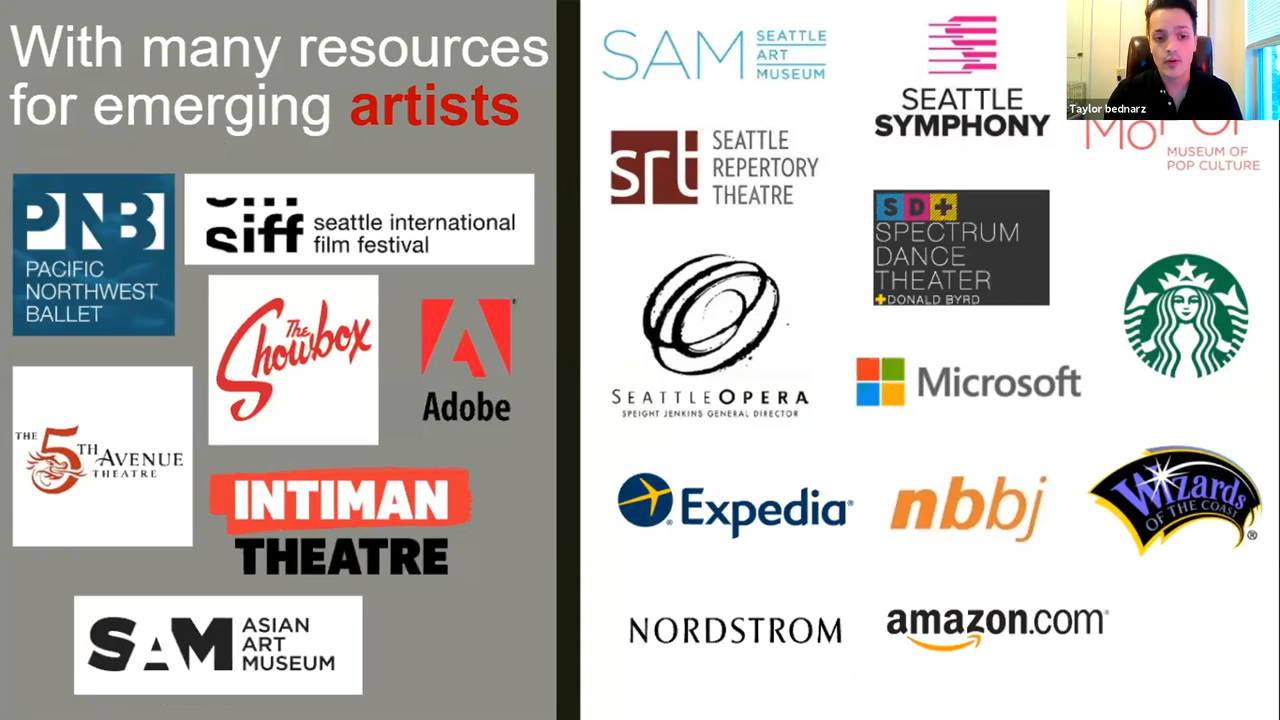 With many resources
for emerging artists
PNB
PACIFIC
NORTHWEST
BALLET
siff
seattle international
film festival
The
Showbox
Adobe
THE 5TH AVENUE
THEATRE
INTIMAN
THEATRE
SAM
ASIAN
ART
MUSEUM
SAM
SEATTLE
ART
MUSEUM
SEATTLE
SYMPHONY
Taylor bednarz
MoPOP
MUSEUM OF
POP CULTURE
srt
SEATTLE
REPERTORY
THEATRE
SD+
SPECTRUM
DANCE
THEATER
+DONALD BYRD
SEATTLE OPERA
SPEIGHT JENKINS GENERAL DIRECTOR
Microsoft
Expedia®
nbbj
Wizards
OF THE COAST®
NORDSTROM
amazon.com®